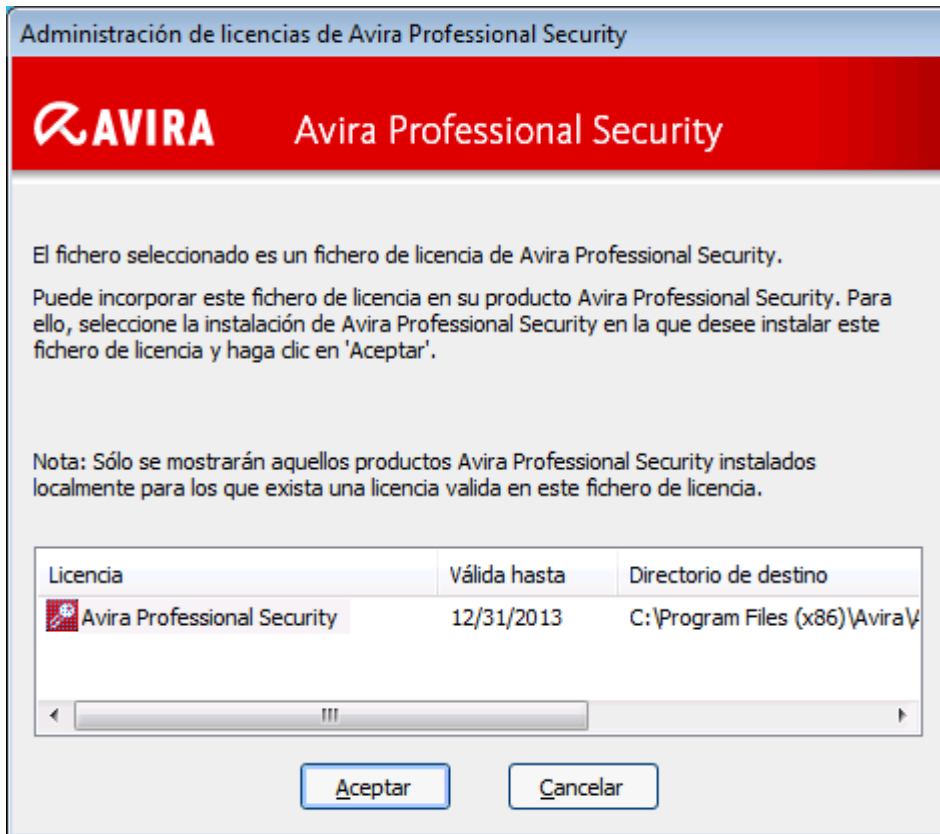 Administración de licencias de Avira Professional Security
AVIRA Avira Professional Security
El fichero seleccionado es un fichero de licencia de Avira Professional Security.
Puede incorporar este fichero de licencia en su producto Avira Professional Security. Para
ello, seleccione la instalación de Avira Professional Security en la que desee instalar este
fichero de licencia y haga clic en 'Aceptar'.
Nota: Sólo se mostrarán aquellos productos Avira Professional Security instalados
localmente para los que exista una licencia valida en este fichero de licencia.
Licencia Válida hasta Directorio de destino
Avira Professional Security 12/31/2013 C:\Program Files (x86)\Avira\
Aceptar Cancelar